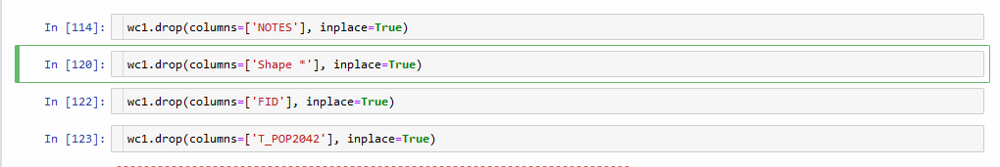 In [114]: wc1.drop(columns=['NOTES'], inplace=True)
In [120]: wc1.drop(columns=['Shape *'], inplace=True)
In [122]: wc1.drop(columns=['FID'], inplace=True)
In [123]: wc1.drop(columns=['T_POP2042'], inplace=True)